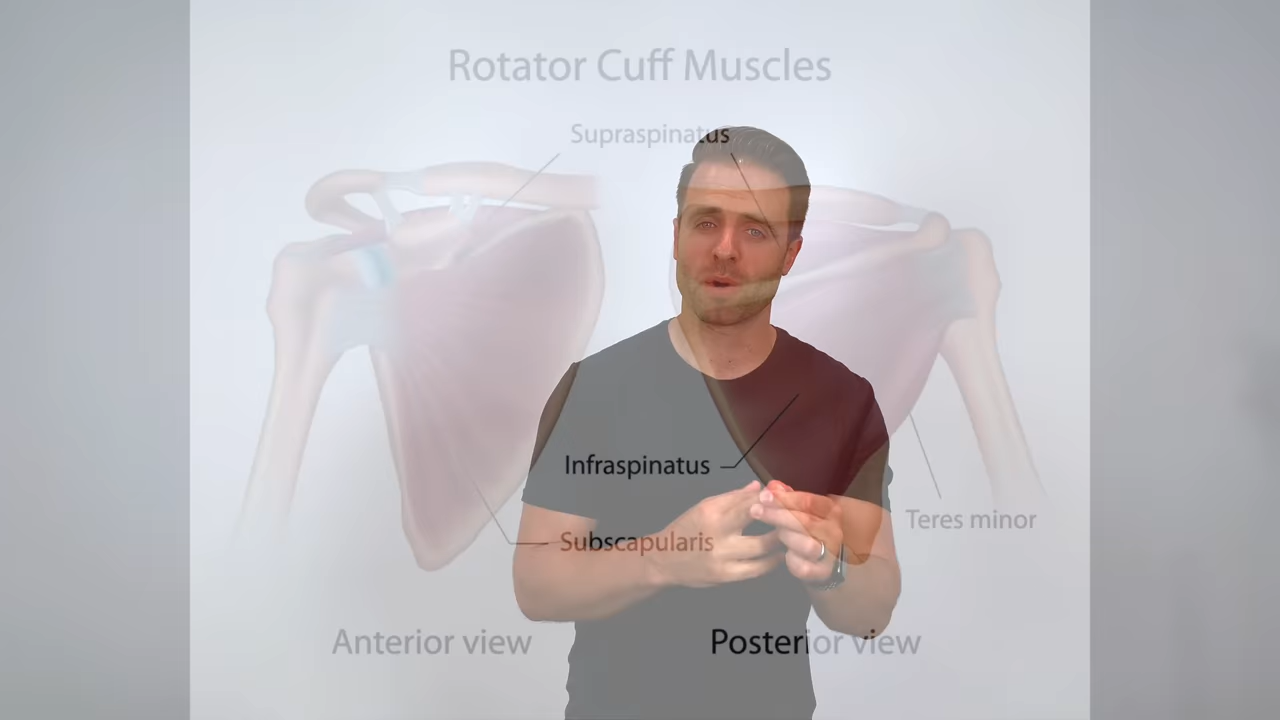 Rotator Cuff Muscles
Supraspinatus
Infraspinatus
Teres minor
Subscapularis
Anterior view
Posterior view